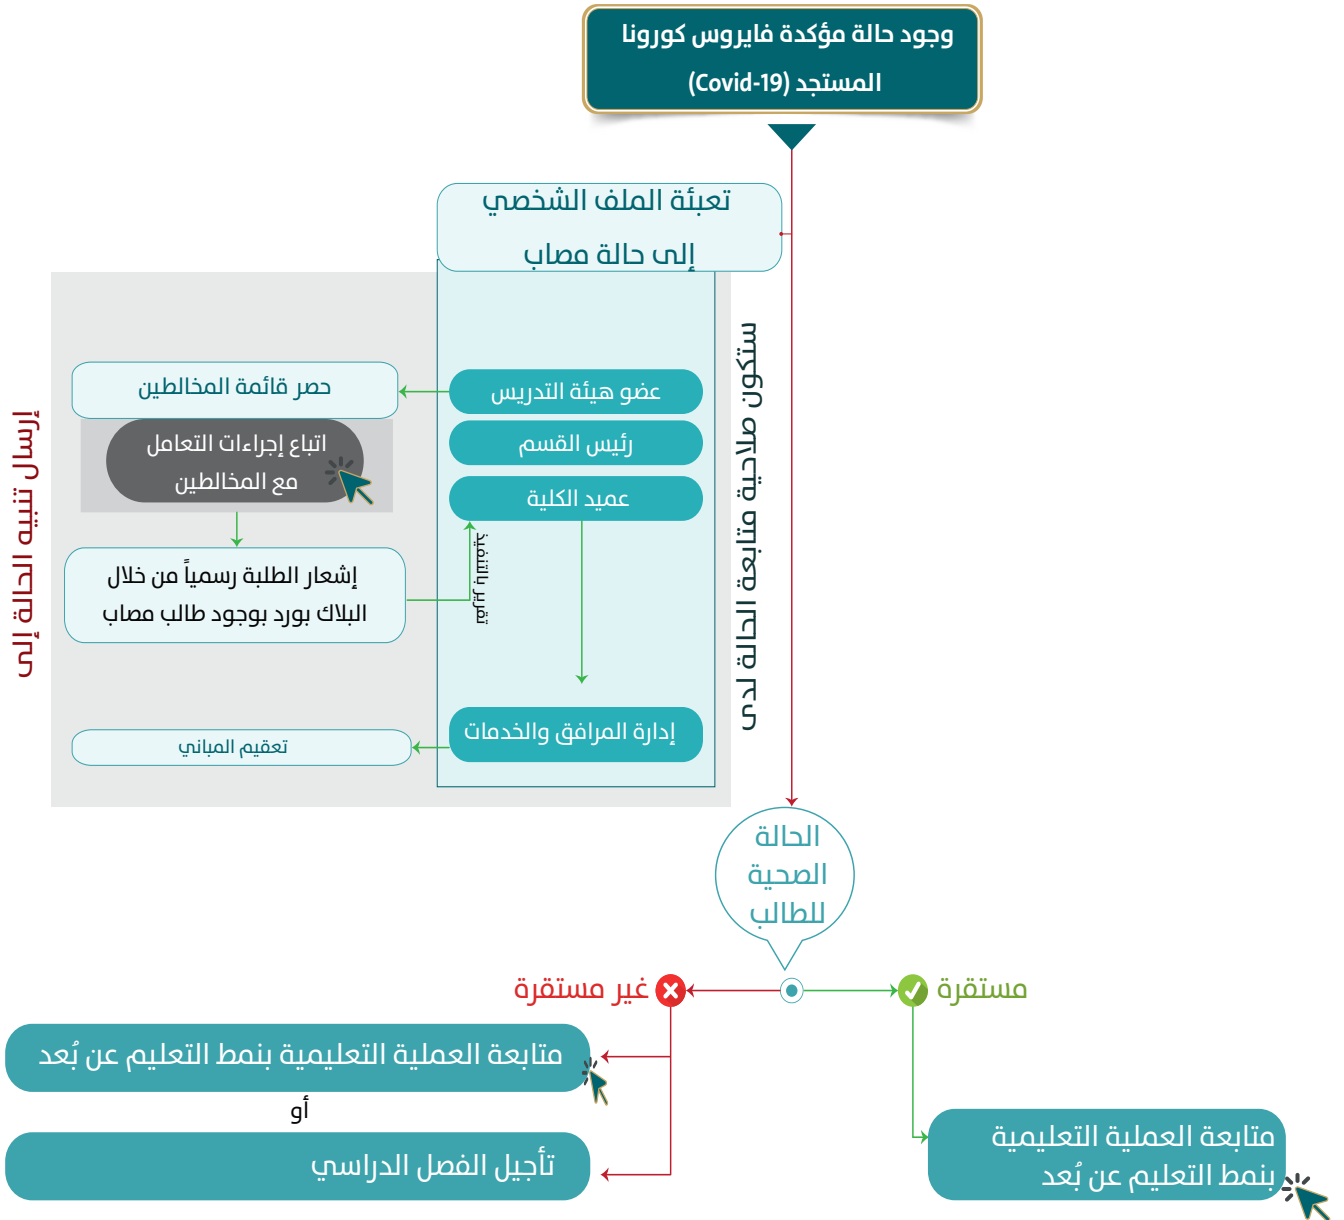 وجود حالة مؤكدة فايروس كورونا
المستجد (Covid-19)
تعبئة الملف الشخصي
إلى حالة مصاب
ستكون صلاحية متابعة الحالة لدى
إرسال تنبيه الحالة إلى
عضو هيئة التدريس
حصر قائمة المخالطين
رئيس القسم
اتباع إجراءات التعامل
مع المخالطين
عميد الكلية
تقرير بالتنفيذ
إشعار الطلبة رسمياً من خلال
البلاك بورد بوجود طالب مصاب
إدارة المرافق والخدمات
تعقيم المباني
الحالة
الصحية
للطالب
مستقرة
غير مستقرة
متابعة العملية التعليمية
بنمط التعليم عن بُعد
متابعة العملية التعليمية بنمط التعليم عن بُعد
أو
تأجيل الفصل الدراسي